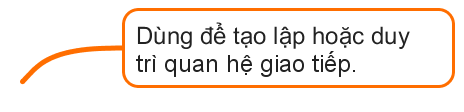 Dùng để tạo lập hoặc duy
trì quan hệ giao tiếp.